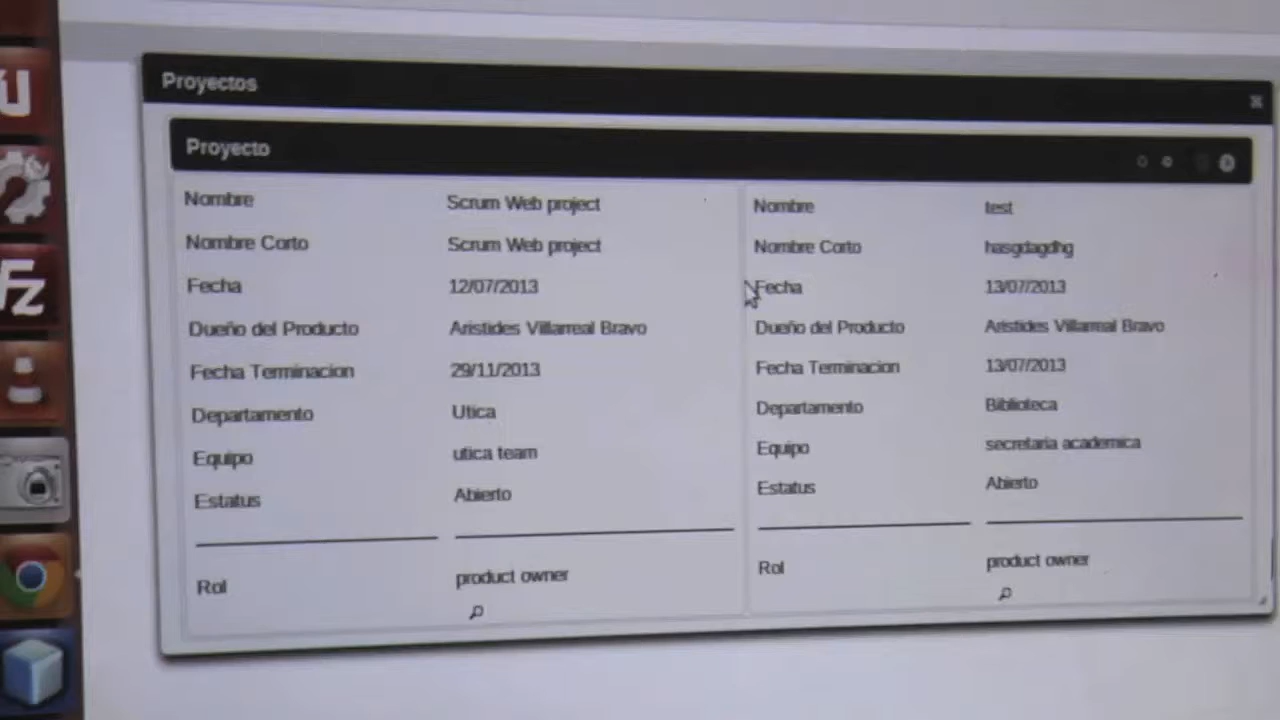 Proyectos
Proyecto
Nombre Scrum Web project
Nombre Corto Scrum Web project
Fecha 12/07/2013
Dueño del Producto Aristides Villarreal Bravo
Fecha Terminacion 29/11/2013
Departamento Utica
Equipo utica team
Estatus Abierto
Rol product owner
Nombre test
Nombre Corto hasgdagdhg
Fecha 13/07/2013
Dueño del Producto Aristides Villarreal Bravo
Fecha Terminacion 13/07/2013
Departamento Biblioteca
Equipo secretaria academica
Estatus Abierto
Rol product owner
U
Fz